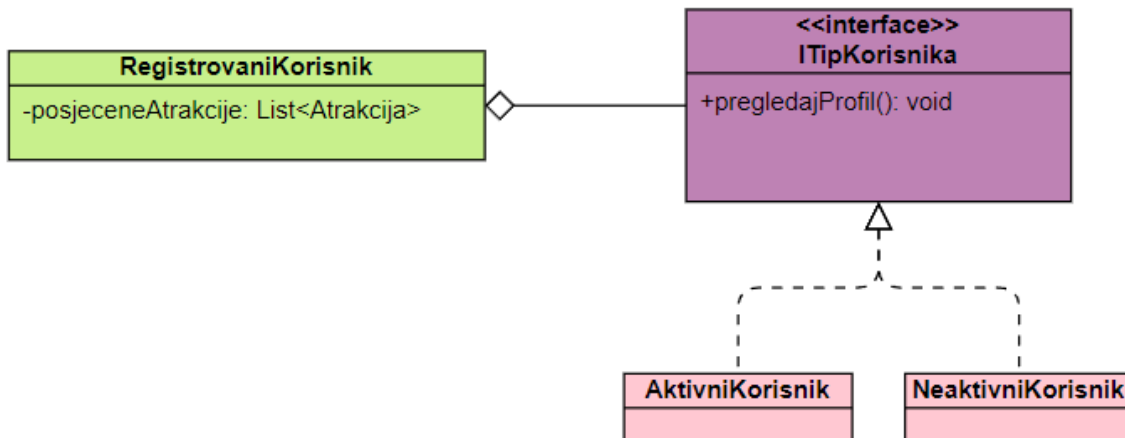 RegistrovaniKorisnik
-posjeceneAtrakcije: List<Atrakcija>
<<interface>>
ITipKorisnika
+pregledajProfil(): void
AktivniKorisnik
NeaktivniKorisnik